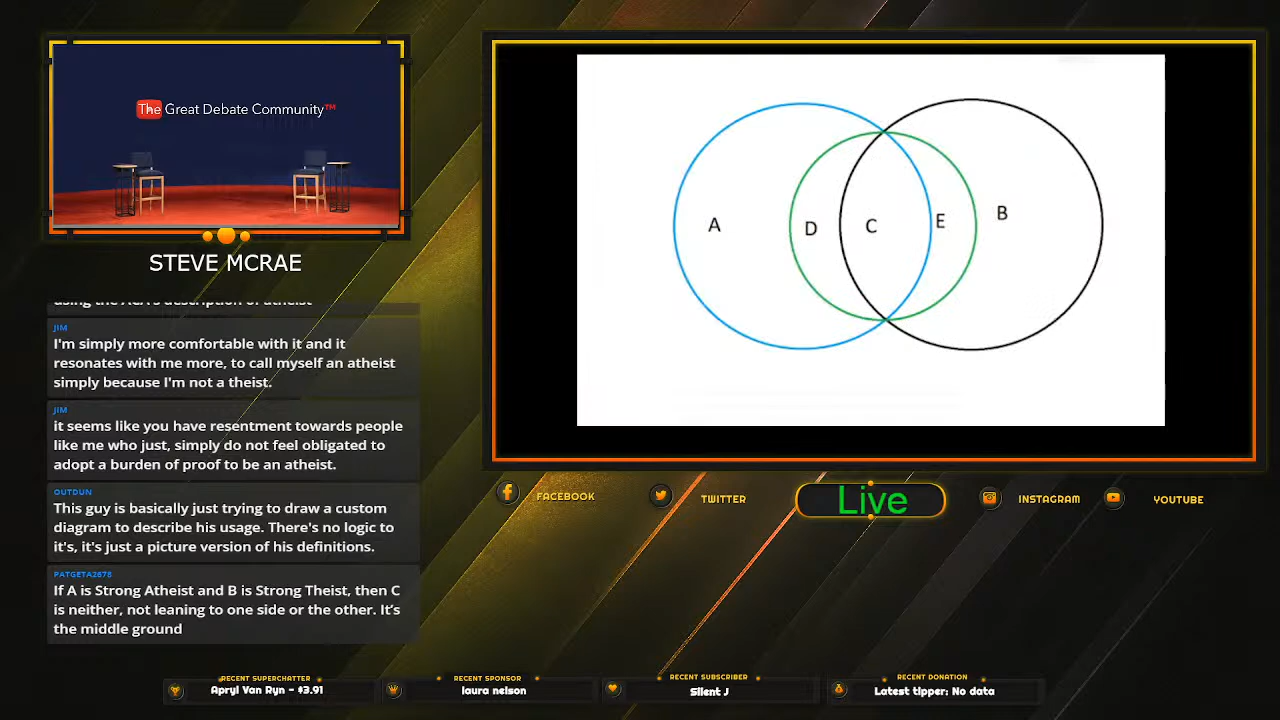 The Great Debate Community™
STEVE MCRAE
using the ACA's description of atheist
JIM
I'm simply more comfortable with it and it
resonates with me more, to call myself an atheist
simply because I'm not a theist.
JIM
it seems like you have resentment towards people
like me who just, simply do not feel obligated to
adopt a burden of proof to be an atheist.
OUTDUN
This guy is basically just trying to draw a custom
diagram to describe his usage. There's no logic to
it's, it's just a picture version of his definitions.
PATGETA2678
If A is Strong Atheist and B is Strong Theist, then C
is neither, not leaning to one side or the other. It's
the middle ground
A D C E B
FACEBOOK
TWITTER
Live
INSTAGRAM
YOUTUBE
RECENT SUPERCHATTER
Apryl Van Ryn - $3.91
RECENT SPONSOR
laura nelson
RECENT SUBSCRIBER
Silent J
RECENT DONATION
Latest tipper: No data